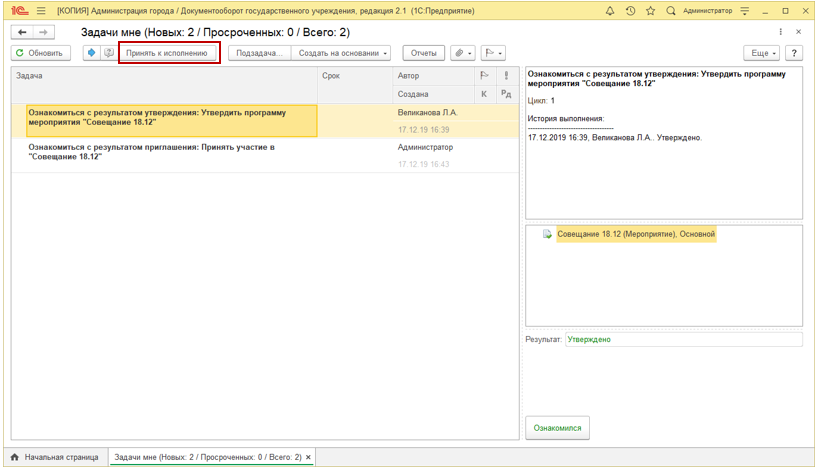 [КОПИЯ] Администрация города / Документооборот государственного учреждения, редакция 2.1 (1С:Предприятие)
Администратор
Задачи мне (Новых: 2 / Просроченных: 0 / Всего: 2)
Обновить
Принять к исполнению
Подзадача...
Создать на основании
Отчеты
Еще
?
Задача
Срок
Автор
!
Создана
К
Рд
Ознакомиться с результатом утверждения: Утвердить программу
мероприятия "Совещание 18.12"
Великанова Л.А.
17.12.19 16:39
Ознакомиться с результатом приглашения: Принять участие в
"Совещание 18.12"
Администратор
17.12.19 16:43
Ознакомиться с результатом утверждения: Утвердить программу
мероприятия "Совещание 18.12"
Цикл: 1
История выполнения:
------------------------------------
17.12.2019 16:39, Великанова Л.А.. Утверждено.
Совещание 18.12 (Мероприятие), Основной
Результат: Утверждено
Ознакомился
Начальная страница
Задачи мне (Новых: 2 / Просроченных: 0 / Всего: 2) ×